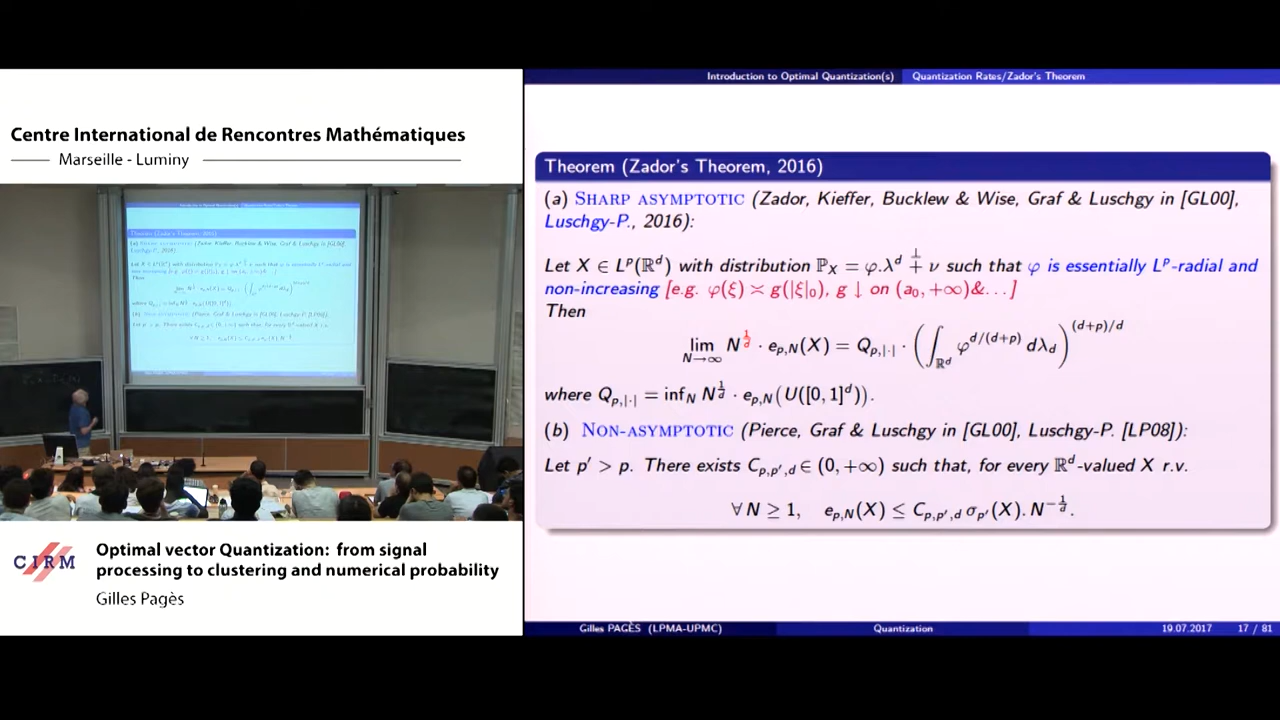 Introduction to Optimal Quantization(s) Quantization Rates/Zador's Theorem
Centre International de Rencontres Mathématiques
Marseille - Luminy
Theorem (Zador's Theorem, 2016)
(a) SHARP ASYMPTOTIC (Zador, Kieffer, Bucklew & Wise, Graf & Luschgy in [GL00],
Luschgy-P., 2016):
Let X ∈ L^p(ℝ^d) with distribution ℙ_X = φ.λ^d +^⊥ ν such that φ is essentially L^p-radial and
non-increasing [e.g. φ(ξ) ≍ g(|ξ|_0), g ↓ on (a_0, +∞)&...]
Then
lim_{N→∞} N^{1/d} · e_{p,N}(X) = Q_{p,|·|} · (∫_{ℝ^d} φ^{d/(d+p)} dλ_d)^{(d+p)/d}
where Q_{p,|·|} = inf_N N^{1/d} · e_{p,N}(U([0, 1]^d)).
(b) NON-ASYMPTOTIC (Pierce, Graf & Luschgy in [GL00], Luschgy-P. [LP08]):
Let p′ > p. There exists C_{p,p′,d} ∈ (0, +∞) such that, for every ℝ^d-valued X r.v.
∀ N ≥ 1, e_{p,N}(X) ≤ C_{p,p′,d} σ_{p′}(X). N^{-1/d}.
CIRM
Optimal vector Quantization: from signal
processing to clustering and numerical probability
Gilles Pagès
Gilles PAGÈS (LPMA-UPMC) Quantization 19.07.2017 17 / 81